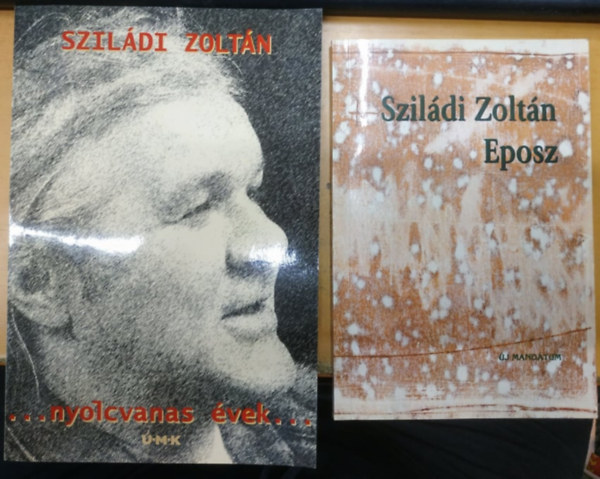 SZILÁDI ZOLTÁN
...nyolcvanas évek...
Ú-M-K
Sziládi Zoltán
Eposz
ÚJ MANDÁTUM